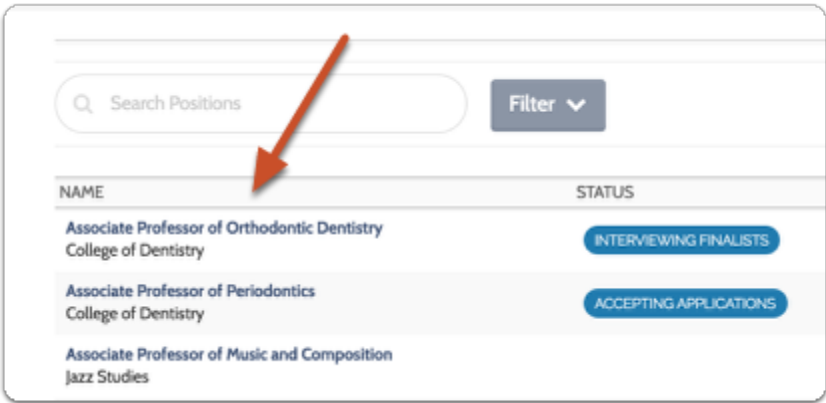 Search Positions
Filter
NAME STATUS
Associate Professor of Orthodontic Dentistry
College of Dentistry
INTERVIEWING FINALISTS
Associate Professor of Periodontics
College of Dentistry
ACCEPTING APPLICATIONS
Associate Professor of Music and Composition
Jazz Studies